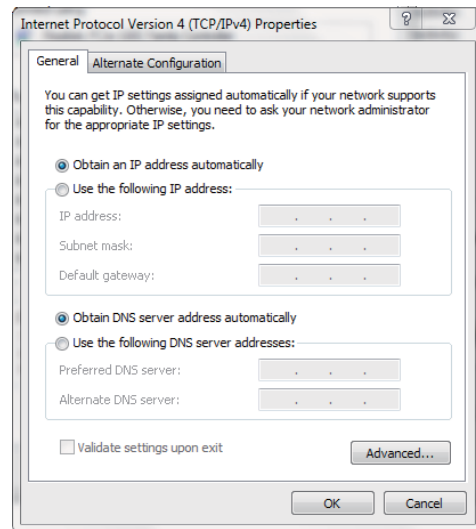 Internet Protocol Version 4 (TCP/IPv4) Properties
?
General
Alternate Configuration
You can get IP settings assigned automatically if your network supports
this capability. Otherwise, you need to ask your network administrator
for the appropriate IP settings.
Obtain an IP address automatically
Use the following IP address:
IP address:
Subnet mask:
Default gateway:
Obtain DNS server address automatically
Use the following DNS server addresses:
Preferred DNS server:
Alternate DNS server:
Validate settings upon exit
Advanced...
OK
Cancel